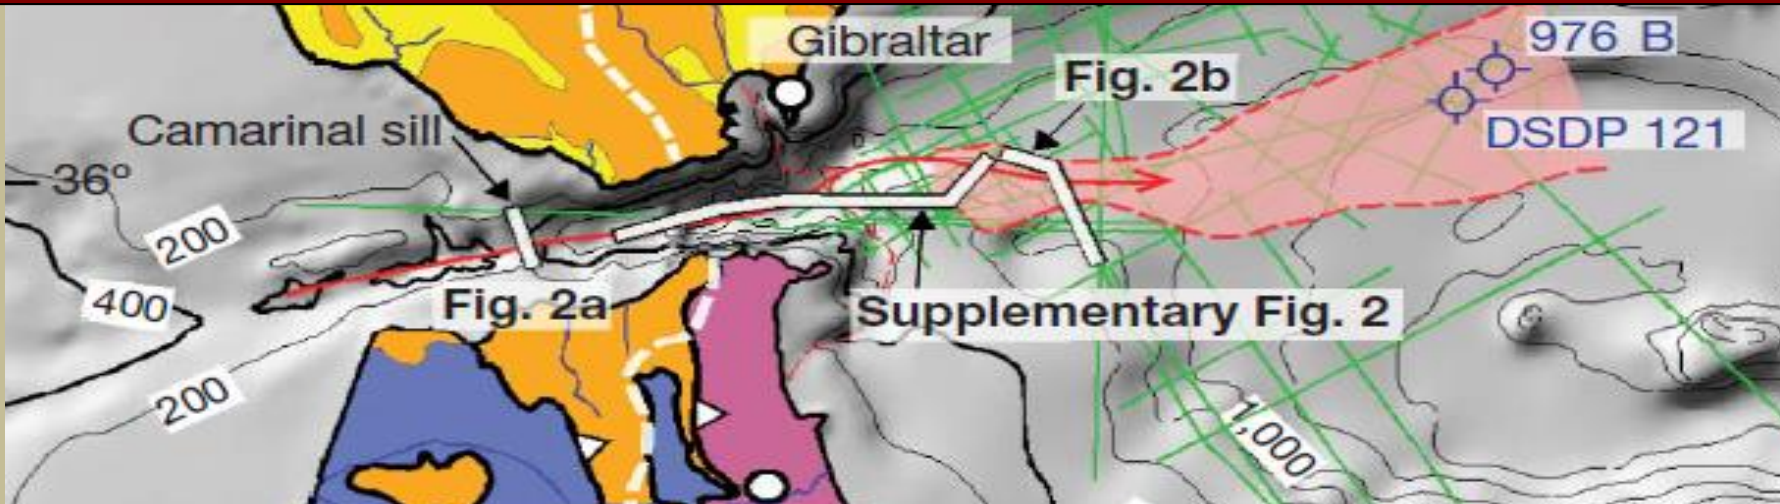 Gibraltar
976 B
Fig. 2b
Camarinal sill
DSDP 121
36°
200
400
Fig. 2a
Supplementary Fig. 2
200
1,000